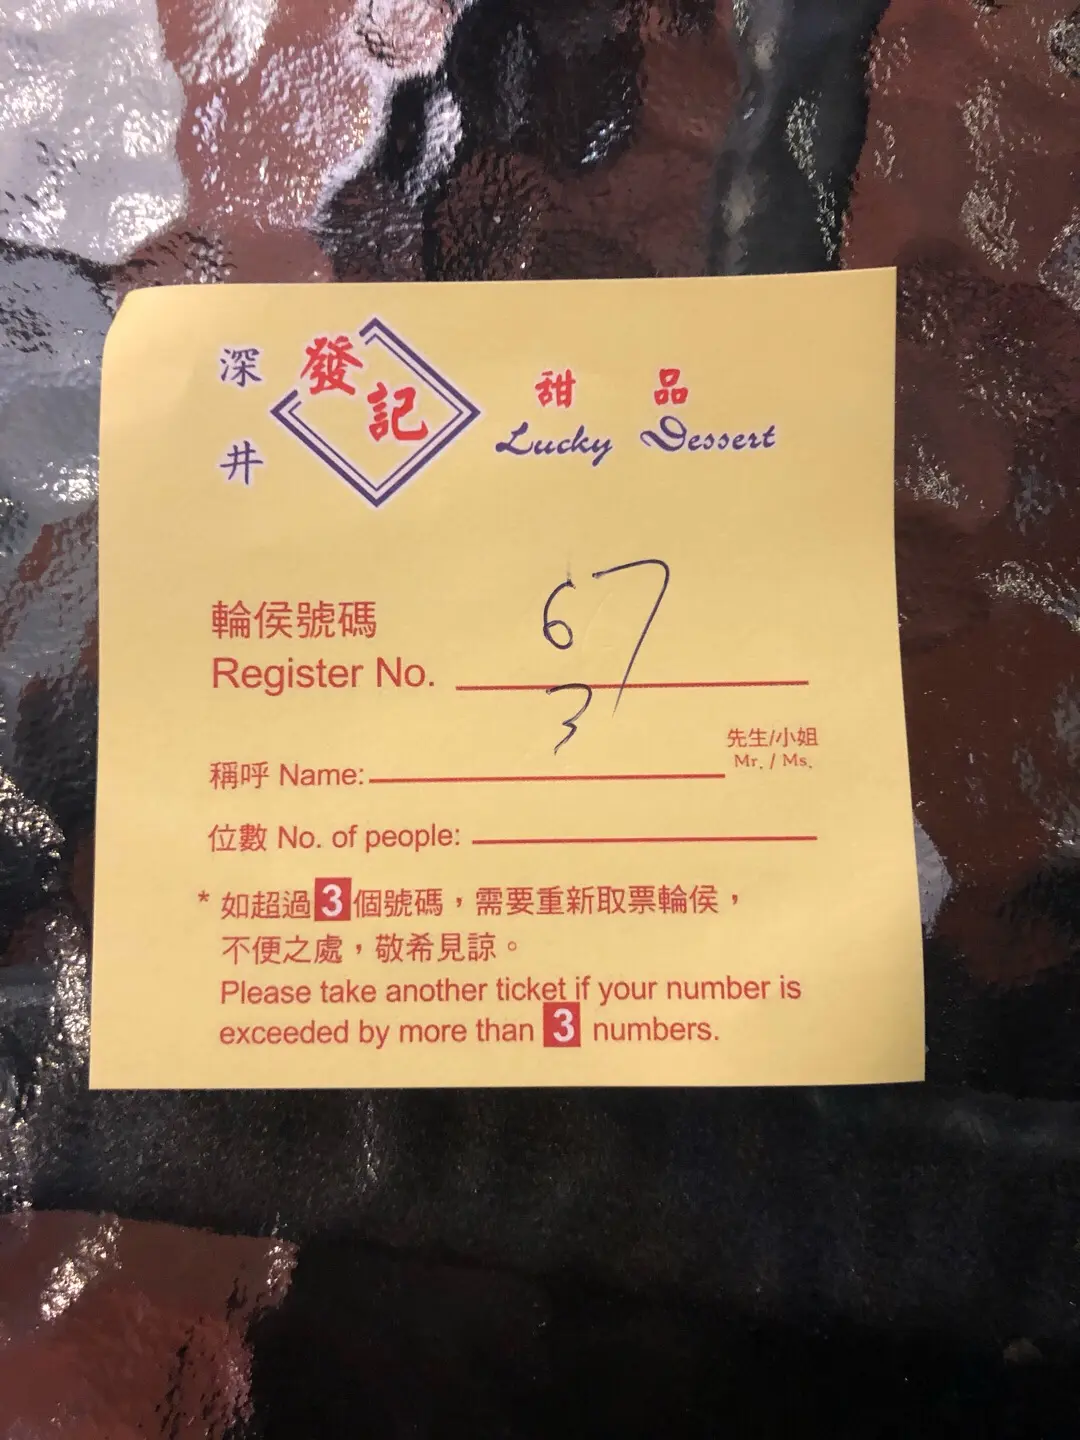 深井 發記 甜品
Lucky Dessert
輪侯號碼
Register No. 67
3
先生/小姐
稱呼 Name: Mr. / Ms.
位數 No. of people:
* 如超過 3 個號碼，需要重新取票輪侯，
不便之處，敬希見諒。
Please take another ticket if your number is
exceeded by more than 3 numbers.